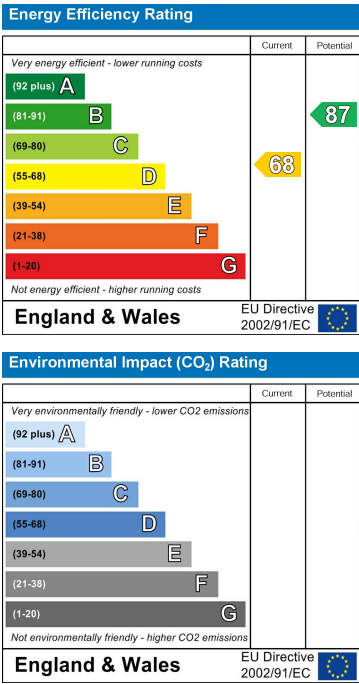 Energy Efficiency Rating
Current Potential
Very energy efficient - lower running costs
(92 plus) A
(81-91) B
87
(69-80) C
68
(55-68) D
(39-54) E
(21-38) F
(1-20) G
Not energy efficient - higher running costs
England & Wales
EU Directive
2002/91/EC
Environmental Impact (CO₂) Rating
Current Potential
Very environmentally friendly - lower CO2 emissions
(92 plus) A
(81-91) B
(69-80) C
(55-68) D
(39-54) E
(21-38) F
(1-20) G
Not environmentally friendly - higher CO2 emissions
England & Wales
EU Directive
2002/91/EC